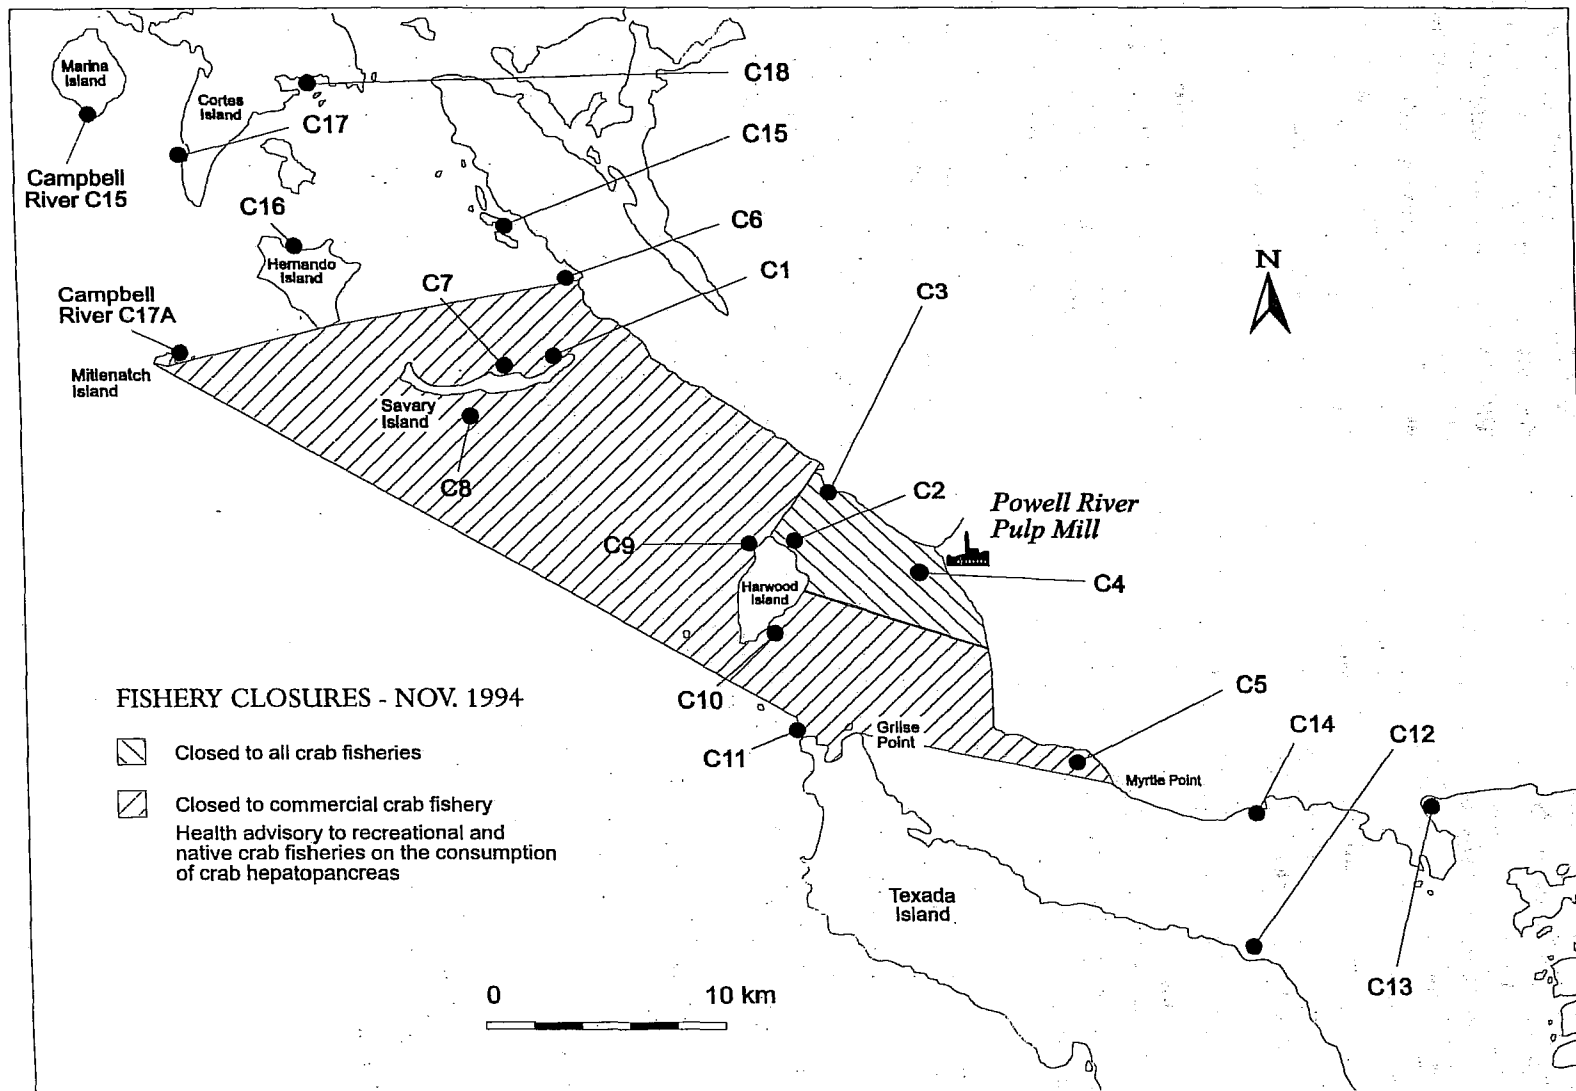 Marina
Island
Cortes
Island
C18
C17
C15
Campbell
River C15
C16
Hernando
Island
C6
C7
C1
C3
N
Campbell
River C17A
Mitlenatch
Island
Savary
Island
C8
C2
Powell River
Pulp Mill
C9
C4
Harwood
Island
C10
C5
FISHERY CLOSURES - NOV. 1994
Grilse
Point
C11
C14
C12
Closed to all crab fisheries
Myrtle Point
Closed to commercial crab fishery
Health advisory to recreational and
native crab fisheries on the consumption
of crab hepatopancreas
Texada
Island
C13
0 10 km